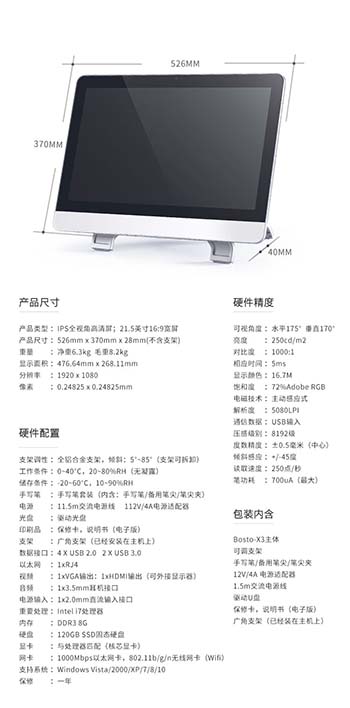 526MM
370MM
40MM
产品尺寸
产品类型 : IPS全视角高清屏; 21.5英寸16:9宽屏
产品尺寸 : 526mm x 370mm x 28mm(不含支架)
重量 : 净重6.3kg 毛重8.2kg
显示面积 : 476.64mm x 268.11mm
分辨率 : 1920 x 1080
像素 : 0.24825 x 0.24825mm
硬件配置
支架调性 : 全铝合金支架, 倾斜: 5°~85° (支架可拆卸)
工作条件 : 0~40°C, 20~80%RH (无凝露)
储存条件 : -20~60°C, 10~90%RH
手写笔 : 手写笔套装 (内含: 手写笔/备用笔尖/笔尖夹)
电源 : 11.5m交流电源线 112V/4A电源适配器
光盘 : 驱动光盘
印刷品 : 保修卡, 说明书 (电子版)
支架 : 广角支架 (已经安装在主机上)
数据接口 : 4 X USB 2.0 2 X USB 3.0
以太网 : 1xRJ4
视频 : 1xVGA输出; 1xHDMI输出 (可外接显示器)
音频 : 1x3.5mm耳机接口
电源输入 : 1x2.0mm直流输入接口
重要处理 : Intel i7处理器
内存 : DDR3 8G
硬盘 : 120GB SSD固态硬盘
显卡 : 与处理器匹配 (核芯显卡)
网卡 : 1000Mbps以太网卡, 802.11b/g/n无线网卡 (Wifi)
支持系统 : Windows Vista/2000/XP/7/8/10
保修 : 一年
硬件精度
可视角度 : 水平175° 垂直170°
亮度 : 250cd/m2
对比度 : 1000:1
相应时间 : 5ms
显示颜色 : 16.7M
饱和度 : 72%Adobe RGB
电磁技术 : 主动感应式
解析度 : 5080LPI
通信数据 : USB输入
压感级别 : 8192级
度数精度 : ±0.5毫米 (中心)
倾斜感应 : +/-45度
读取速度 : 250点/秒
笔功耗 : 700uA (最大)
包装内含
Bosto-X3主体
可调支架
手写笔/备用笔尖/笔尖夹
12V/4A 电源适配器
1.5m交流电源线
驱动U盘
保修卡, 说明书 (电子版)
广角支架 (已经装在主机上)